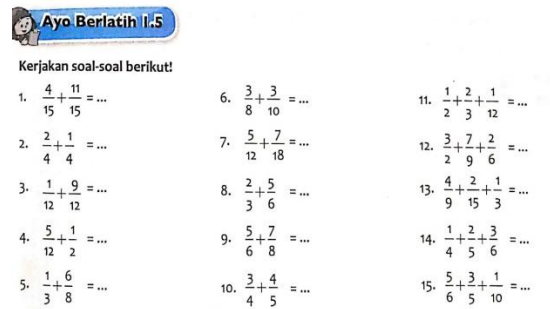 Ayo Berlatih 1.5
Kerjakan soal-soal berikut!
1. 4/15 + 11/15 = ...
2. 2/4 + 1/4 = ...
3. 1/12 + 9/12 = ...
4. 5/12 + 1/2 = ...
5. 1/3 + 6/8 = ...
6. 3/8 + 3/10 = ...
7. 5/12 + 7/18 = ...
8. 2/3 + 5/6 = ...
9. 5/6 + 7/8 = ...
10. 3/4 + 4/5 = ...
11. 1/2 + 2/3 + 1/12 = ...
12. 3/2 + 7/9 + 2/6 = ...
13. 4/9 + 2/15 + 1/3 = ...
14. 1/4 + 2/5 + 3/6 = ...
15. 5/6 + 3/5 + 1/10 = ...